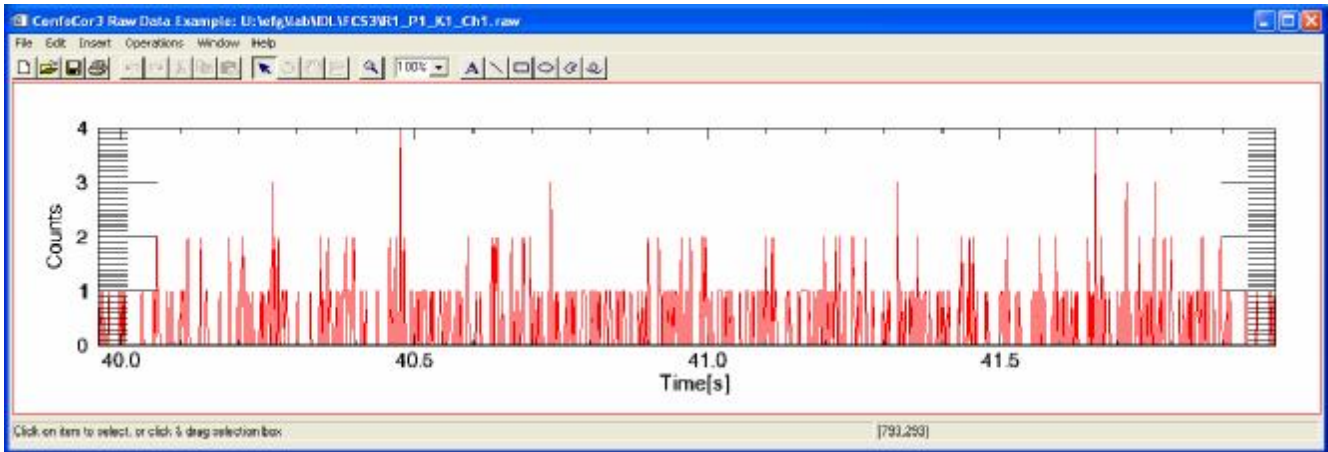 ConfoCor3 Raw Data Example: U:\efg\lab\IDL\FCS3\R1_P1_K1_Ch1.raw
File Edit Insert Operations Window Help
100%
4
3
2
1
0
Counts
40.0 40.5 41.0 41.5
Time[s]
Click on item to select, or click & drag selection box [793,293]